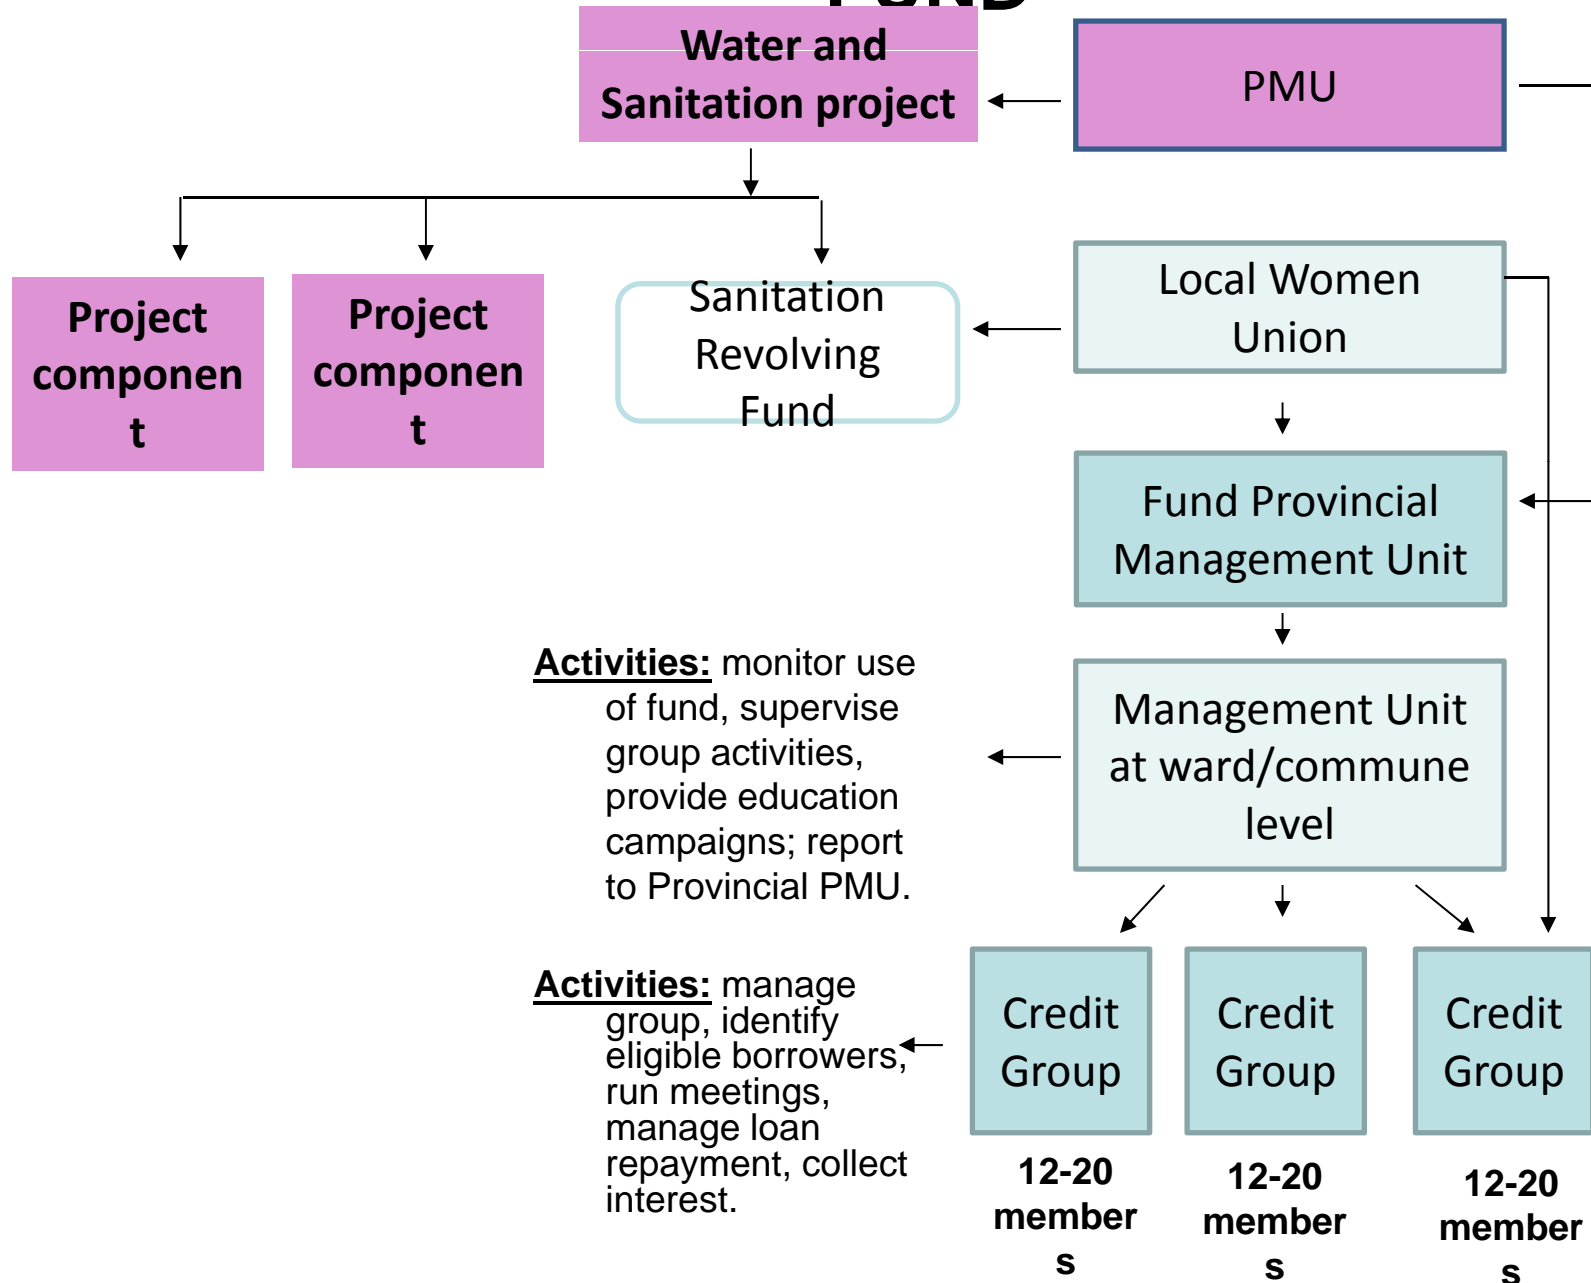 FUND
Water and
Sanitation project
PMU
Project
componen
t
Project
componen
t
Sanitation
Revolving
Fund
Local Women
Union
Fund Provincial
Management Unit
Activities: monitor use
of fund, supervise
group activities,
provide education
campaigns; report
to Provincial PMU.
Management Unit
at ward/commune
level
Activities: manage
group, identify
eligible borrowers,
run meetings,
manage loan
repayment, collect
interest.
Credit
Group
Credit
Group
Credit
Group
12-20
member
s
12-20
member
s
12-20
member
s